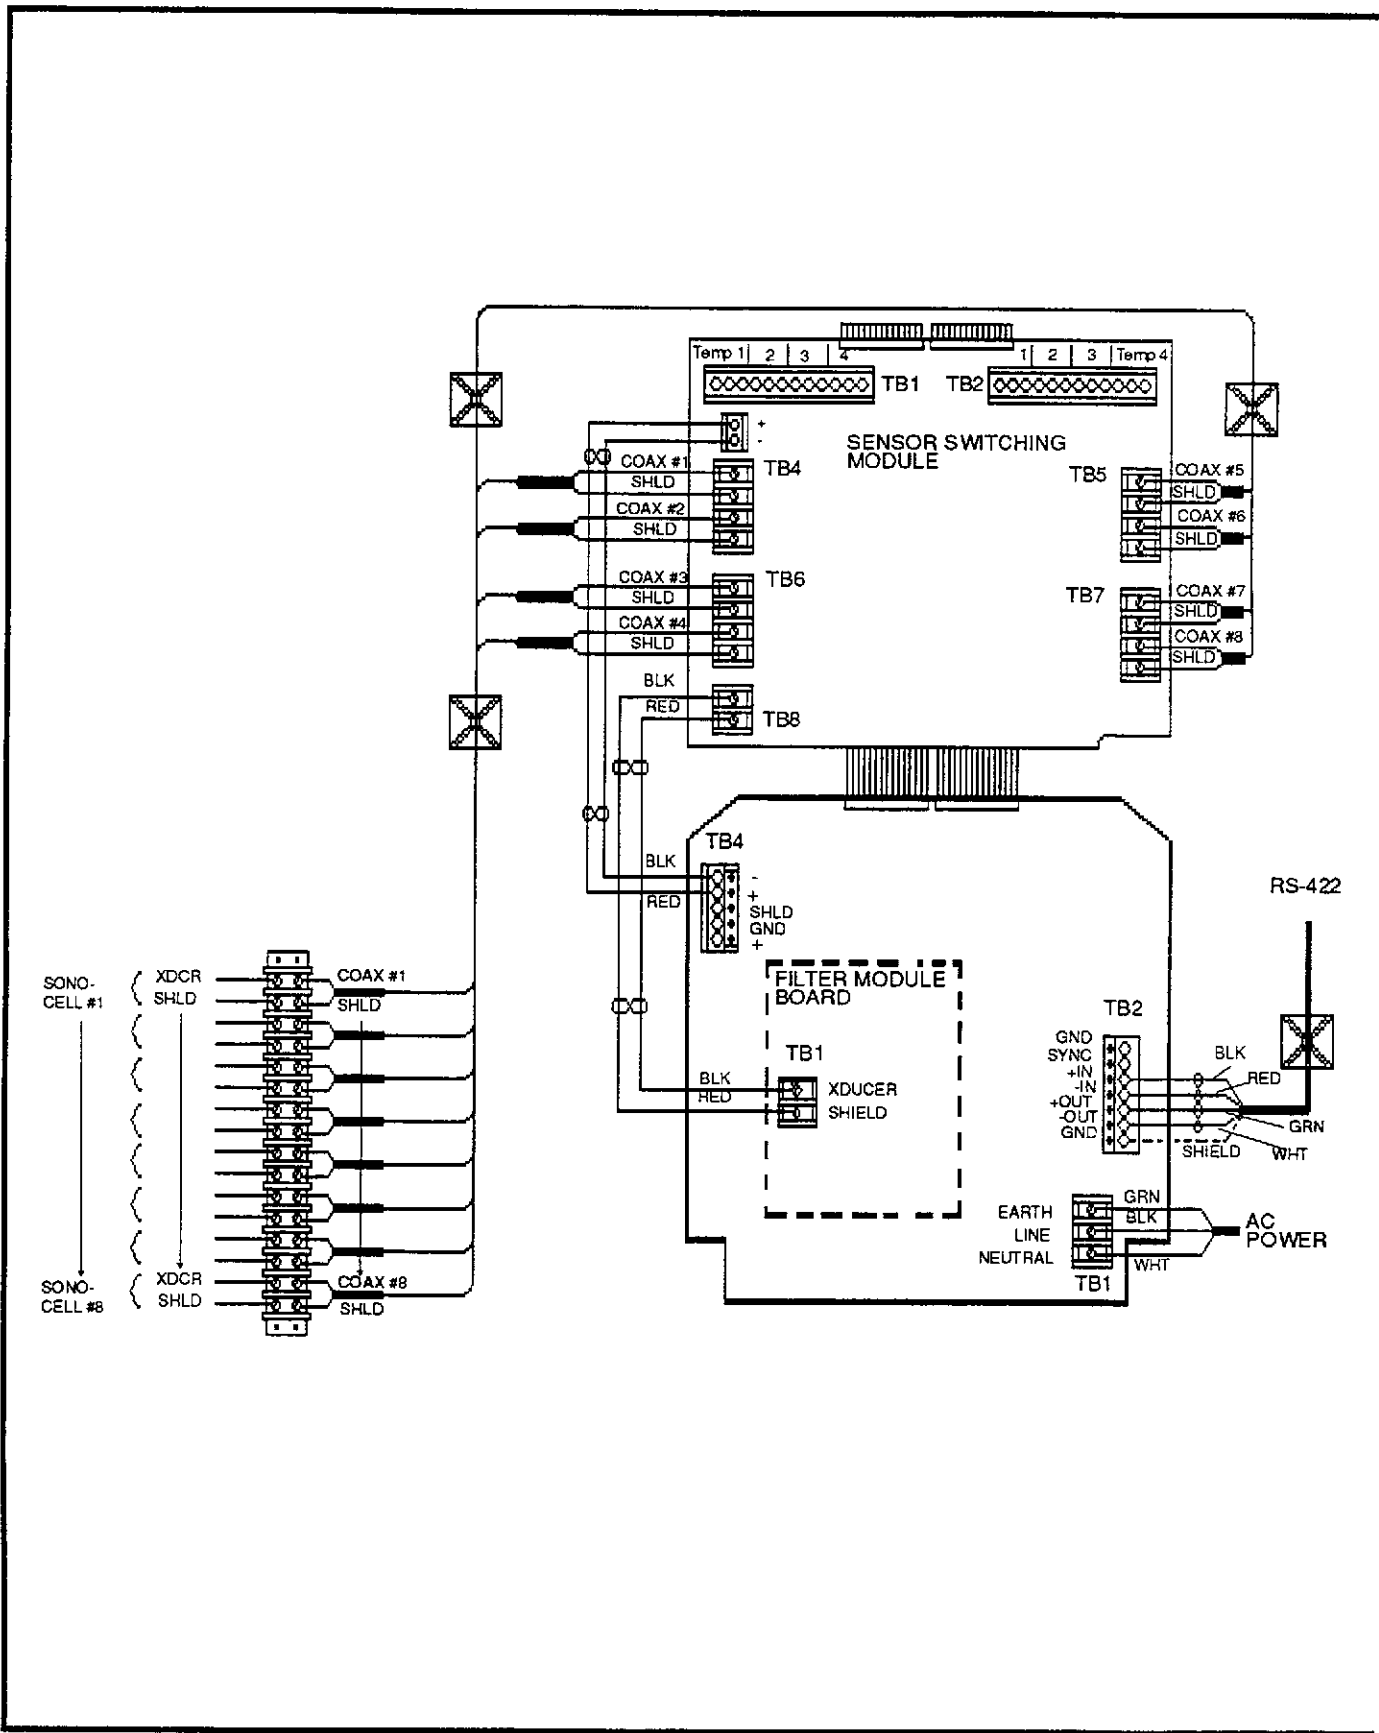 Temp 1 2 3 4
1 2 3 Temp 4
TB1 TB2
+
-
SENSOR SWITCHING
MODULE
COAX #1
SHLD
TB4
COAX #2
SHLD
COAX #3
SHLD
TB6
COAX #4
SHLD
BLK
RED
TB8
TB5
COAX #5
SHLD
COAX #6
SHLD
TB7
COAX #7
SHLD
COAX #8
SHLD
TB4
BLK
-
RED
+
SHLD
GND
+
RS-422
FILTER MODULE
BOARD
TB1
BLK
XDUCER
RED
SHIELD
TB2
GND
SYNC
+IN
-IN
+OUT
-OUT
GND
BLK
RED
GRN
WHT
SHIELD
EARTH
GRN
LINE
BLK
NEUTRAL
WHT
TB1
AC
POWER
SONO-
CELL #1
XDCR
SHLD
COAX #1
SHLD
SONO-
CELL #8
XDCR
SHLD
COAX #8
SHLD